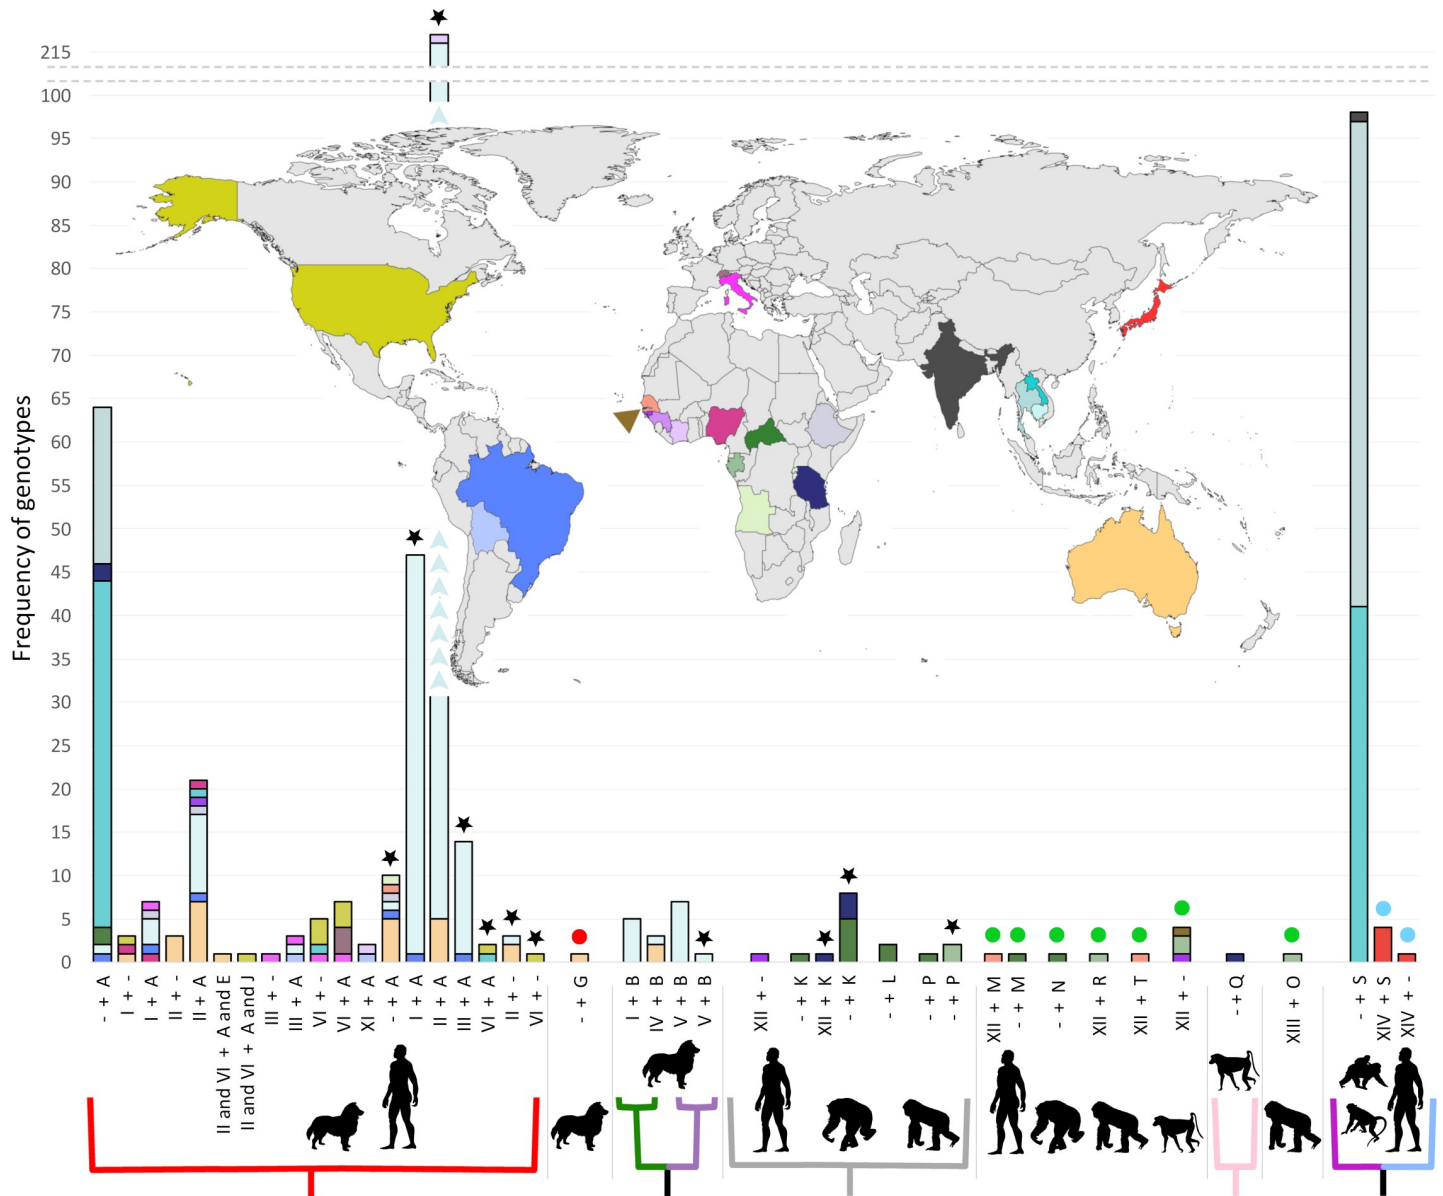 Frequency of genotypes
215
100
95
90
85
80
75
70
65
60
55
50
45
40
35
30
25
20
15
10
5
0
- + A
I + -
I + A
II + -
II + A
II and VI + A and E
II and VI + A and J
III + -
III + A
VI + -
VI + A
XI + A
- + A
I + A
II + A
III + A
VI + A
II + -
VI + -
- + G
I + B
IV + B
V + B
V + B
XII + -
- + K
XII + K
- + K
- + L
- + P
- + P
XII + M
- + M
- + N
XII + R
XII + T
XII + -
- + Q
XIII + O
- + S
XIV + S
XIV + -